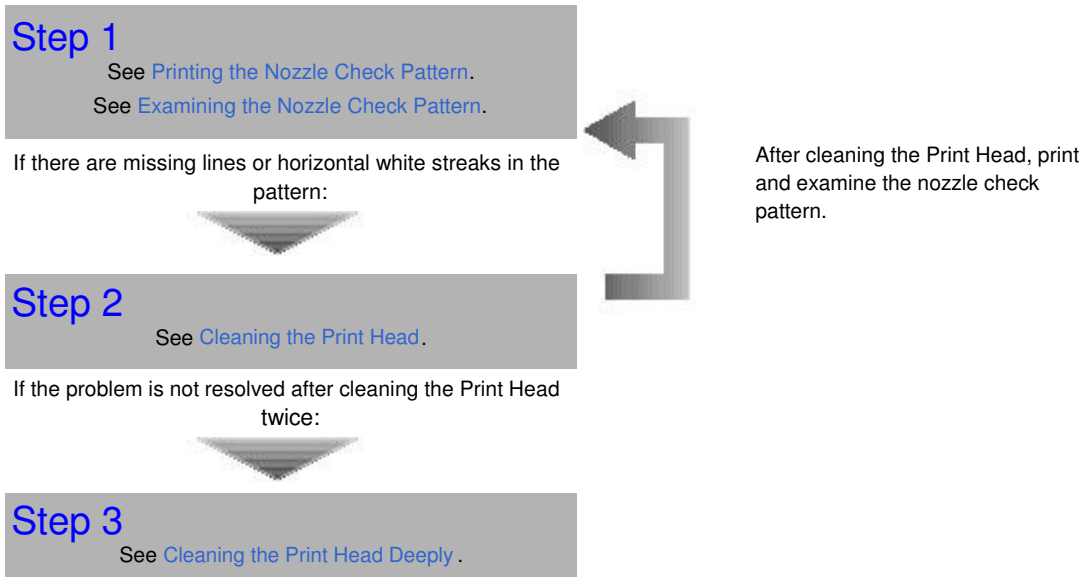 Step 1
See Printing the Nozzle Check Pattern.
See Examining the Nozzle Check Pattern.
If there are missing lines or horizontal white streaks in the
pattern:
After cleaning the Print Head, print
and examine the nozzle check
pattern.
Step 2
See Cleaning the Print Head.
If the problem is not resolved after cleaning the Print Head
twice:
Step 3
See Cleaning the Print Head Deeply .